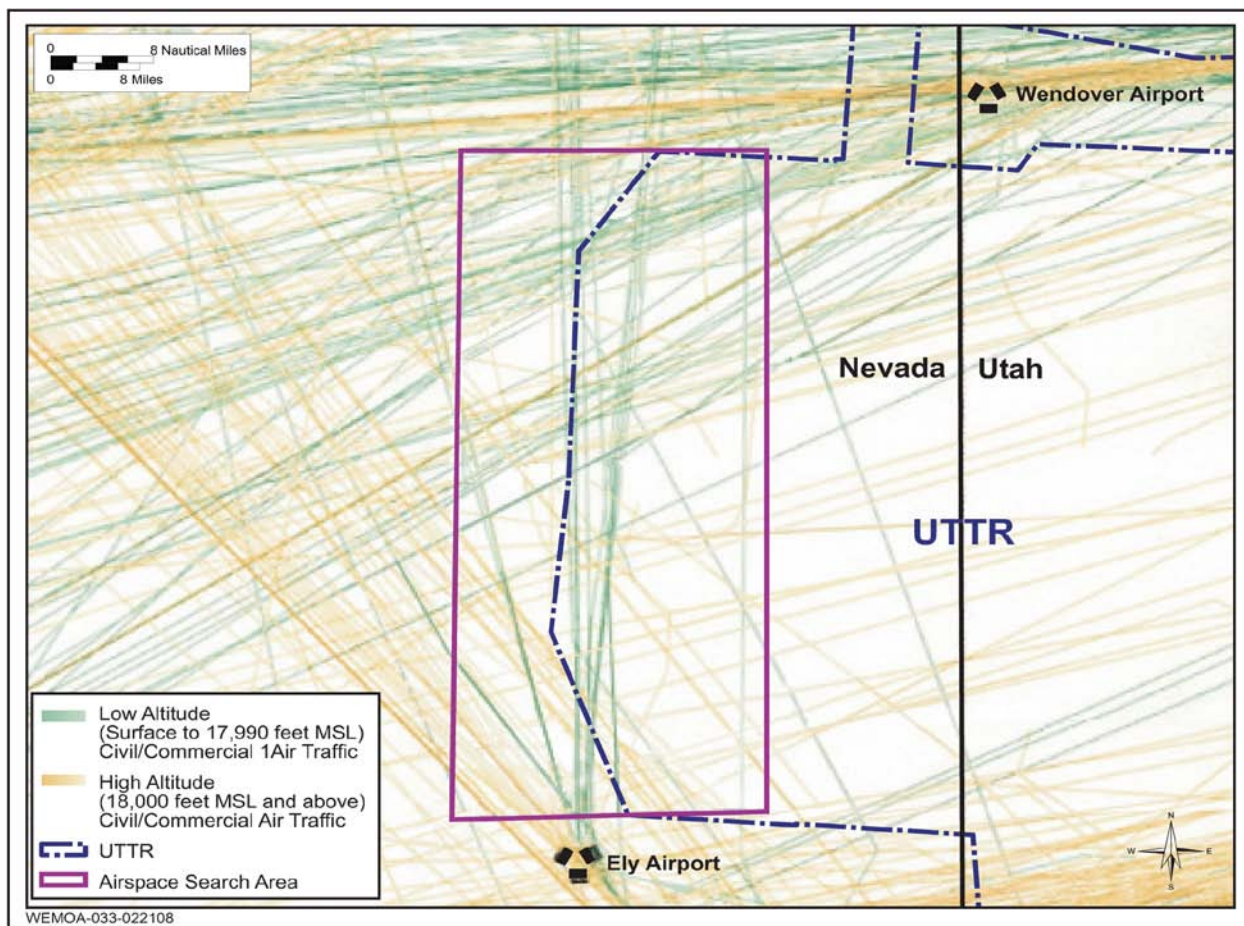 0 8 Nautical Miles
0 8 Miles
Wendover Airport
Nevada Utah
UTTR
Low Altitude
(Surface to 17,990 feet MSL)
Civil/Commercial 1Air Traffic
High Altitude
(18,000 feet MSL and above)
Civil/Commercial Air Traffic
UTTR
Airspace Search Area
Ely Airport
N
W E
S
WEMOA-033-022108